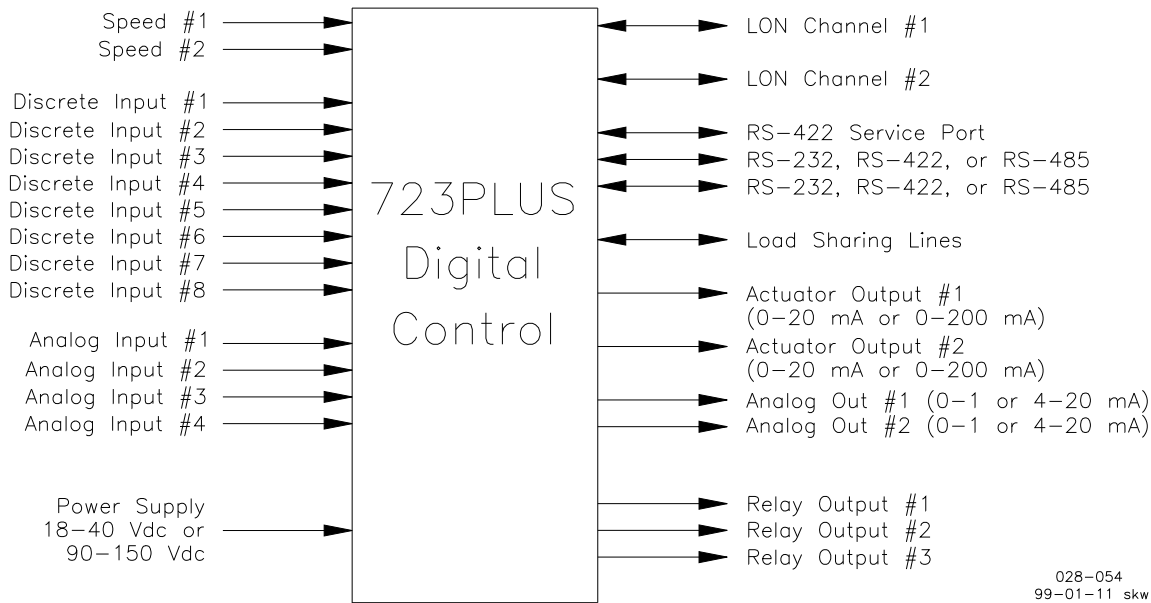 Speed #1
Speed #2
Discrete Input #1
Discrete Input #2
Discrete Input #3
Discrete Input #4
Discrete Input #5
Discrete Input #6
Discrete Input #7
Discrete Input #8
Analog Input #1
Analog Input #2
Analog Input #3
Analog Input #4
Power Supply
18-40 Vdc or
90-150 Vdc
723PLUS
Digital
Control
LON Channel #1
LON Channel #2
RS-422 Service Port
RS-232, RS-422, or RS-485
RS-232, RS-422, or RS-485
Load Sharing Lines
Actuator Output #1
(0-20 mA or 0-200 mA)
Actuator Output #2
(0-20 mA or 0-200 mA)
Analog Out #1 (0-1 or 4-20 mA)
Analog Out #2 (0-1 or 4-20 mA)
Relay Output #1
Relay Output #2
Relay Output #3
028-054
99-01-11 skw